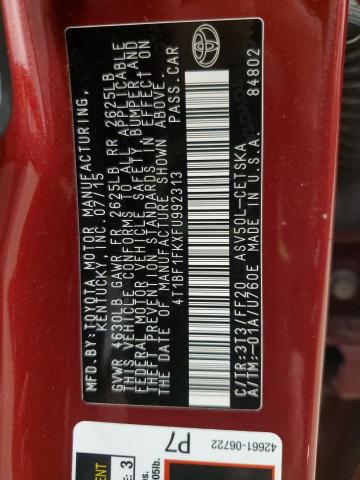 MFD.BY:TOYOTA MOTOR MANUFACTURING,
KENTUCKY, INC. 07/15
GVWR 4630LB GAWR FR 2625LB RR 2625LB
THIS VEHICLE CONFORMS TO ALL APPLICABLE
FEDERAL MOTOR VEHICLE SAFETY, BUMPER, AND
THEFT PREVENTION STANDARDS IN EFFECT ON
THE DATE OF MANUFACTURE SHOWN ABOVE.
4T1BF1FKXFU992313 PASS.CAR
C/TR:3T3/FF20 ASV50L-CETSKA
A/TM:-01A/U760E MADE IN U.S.A.
84802
42661-06722
P7
3